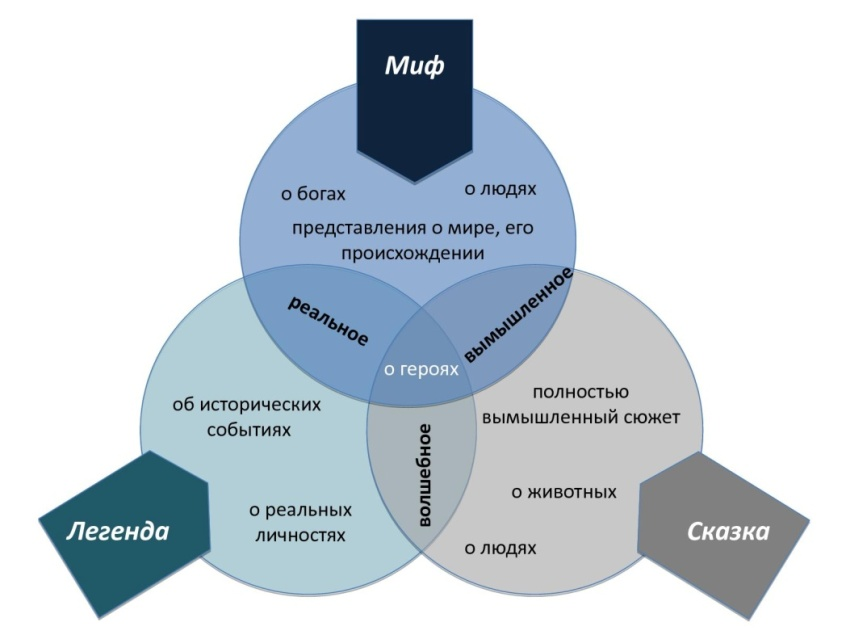 Миф
о богах
о людях
представления о мире, его
происхождении
реальное
вымышленное
о героях
об исторических
событиях
о реальных
личностях
Легенда
волшебное
полностью
вымышленный сюжет
о животных
о людях
Сказка